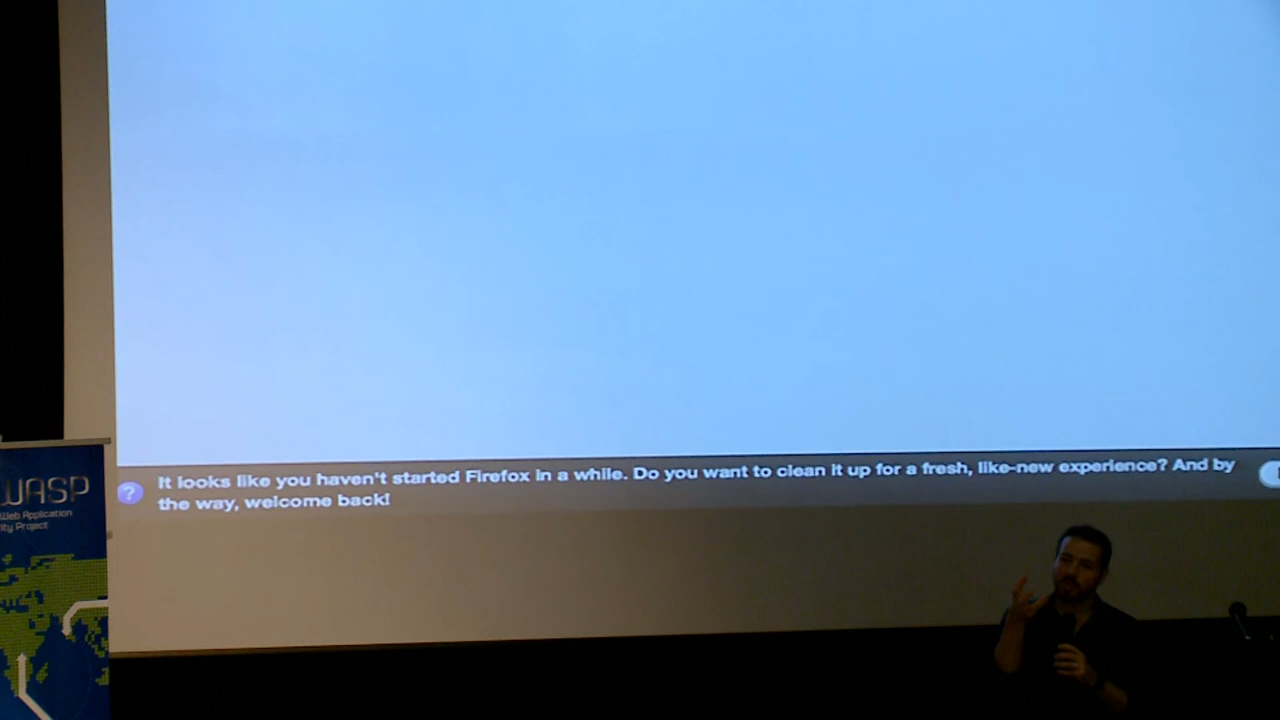 It looks like you haven't started Firefox in a while. Do you want to clean it up for a fresh, like-new experience? And by
the way, welcome back!
?
WASP
Web Application
ity Project